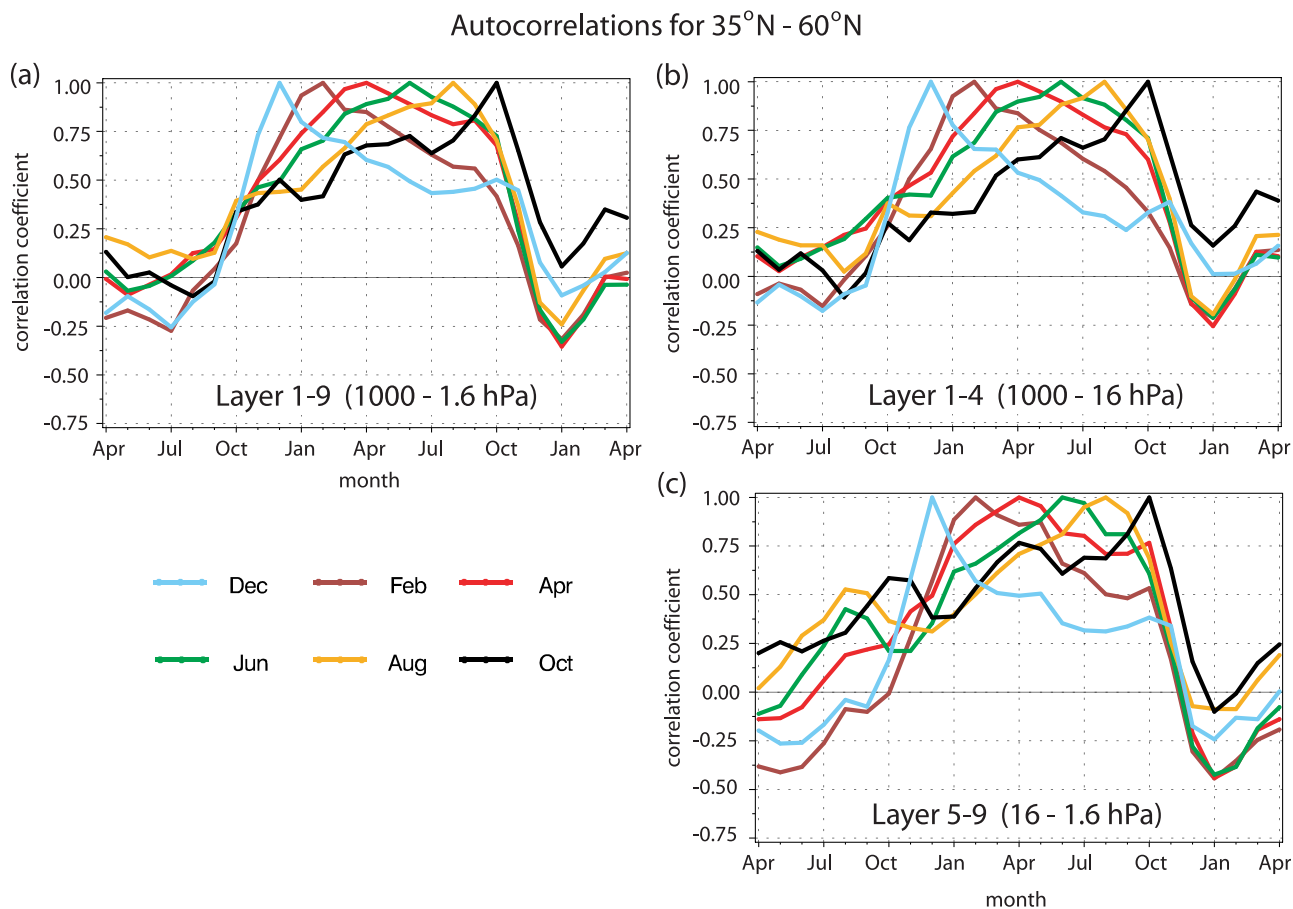 Autocorrelations for 35°N - 60°N
(a)
correlation coefficient
1.00
0.75
0.50
0.25
0.00
-0.25
-0.50
-0.75
Layer 1-9 (1000 - 1.6 hPa)
Apr Jul Oct Jan Apr Jul Oct Jan Apr
month
(b)
correlation coefficient
1.00
0.75
0.50
0.25
0.00
-0.25
-0.50
-0.75
Layer 1-4 (1000 - 16 hPa)
Apr Jul Oct Jan Apr Jul Oct Jan Apr
(c)
correlation coefficient
1.00
0.75
0.50
0.25
0.00
-0.25
-0.50
-0.75
Layer 5-9 (16 - 1.6 hPa)
Apr Jul Oct Jan Apr Jul Oct Jan Apr
month
Dec Feb Apr
Jun Aug Oct